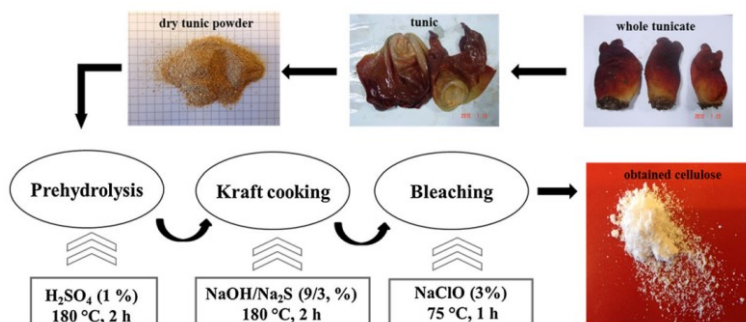 dry tunic powder
tunic
whole tunicate
Prehydrolysis
Kraft cooking
Bleaching
obtained cellulose
H₂SO₄ (1 %)
180 °C, 2 h
NaOH/Na₂S (9/3, %)
180 °C, 2 h
NaClO (3%)
75 °C, 1 h